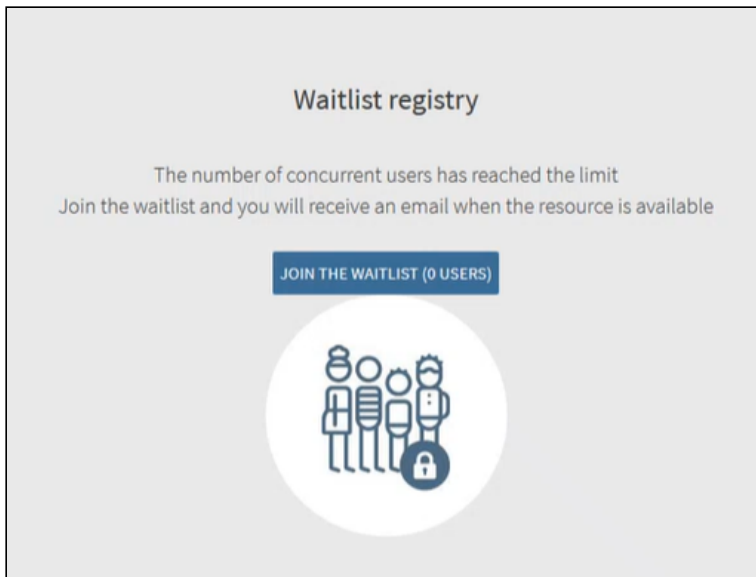 Waitlist registry
The number of concurrent users has reached the limit
Join the waitlist and you will receive an email when the resource is available
JOIN THE WAITLIST (0 USERS)